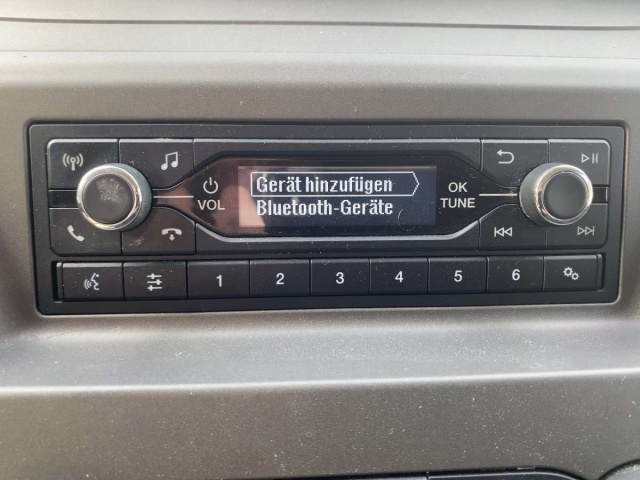 Gerät hinzufügen
Bluetooth-Geräte
VOL
OK
TUNE
1 2 3 4 5 6